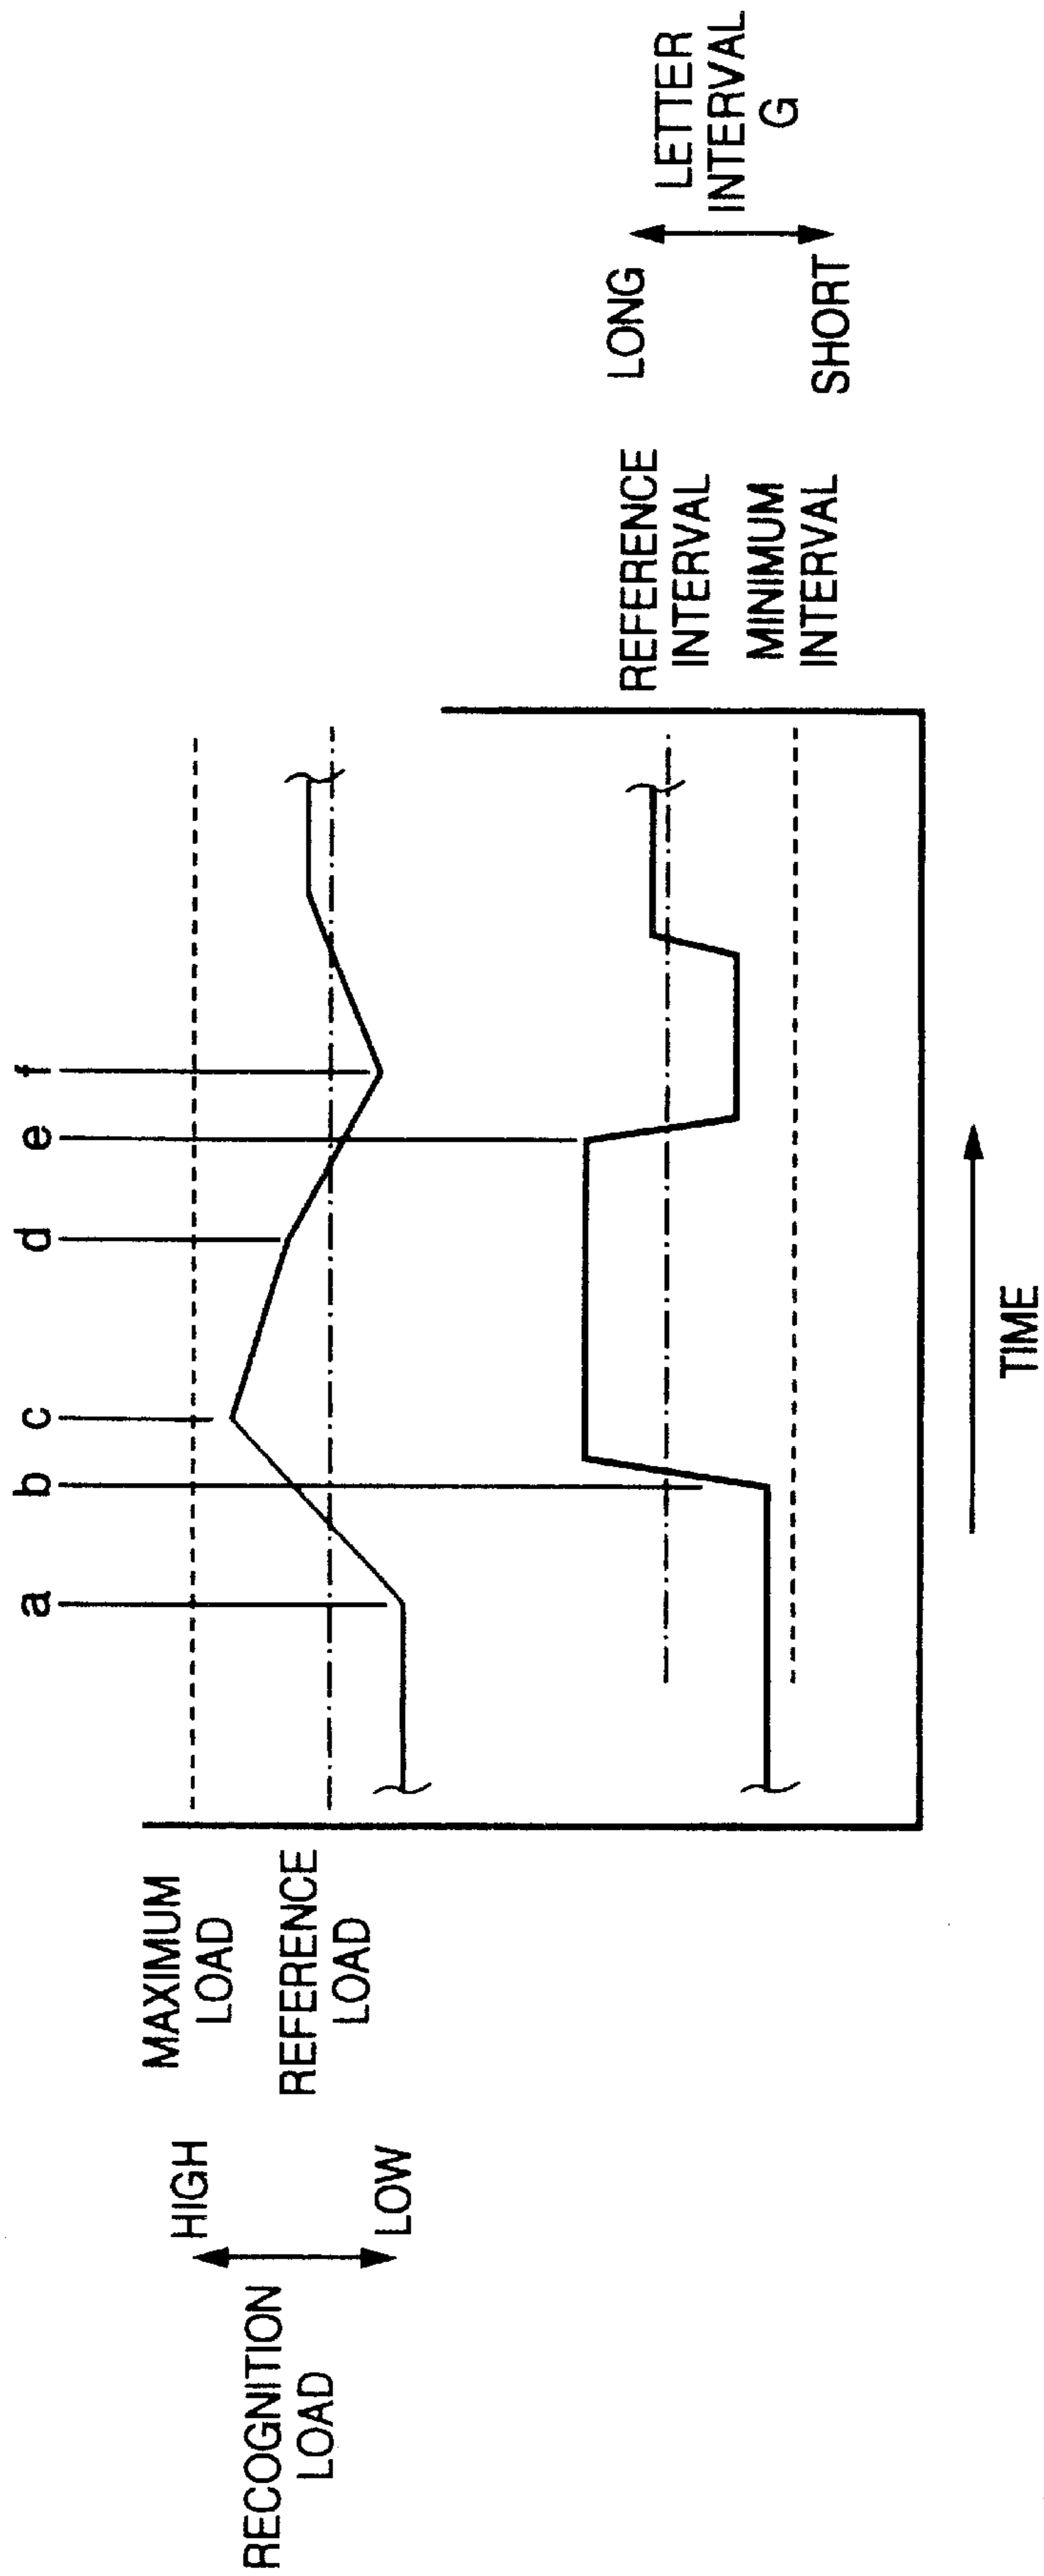 a
b
c
d
e
f
RECOGNITION
LOAD
HIGH
LOW
MAXIMUM
LOAD
REFERENCE
LOAD
REFERENCE
INTERVAL
MINIMUM
INTERVAL
LONG
SHORT
LETTER
INTERVAL
G
TIME